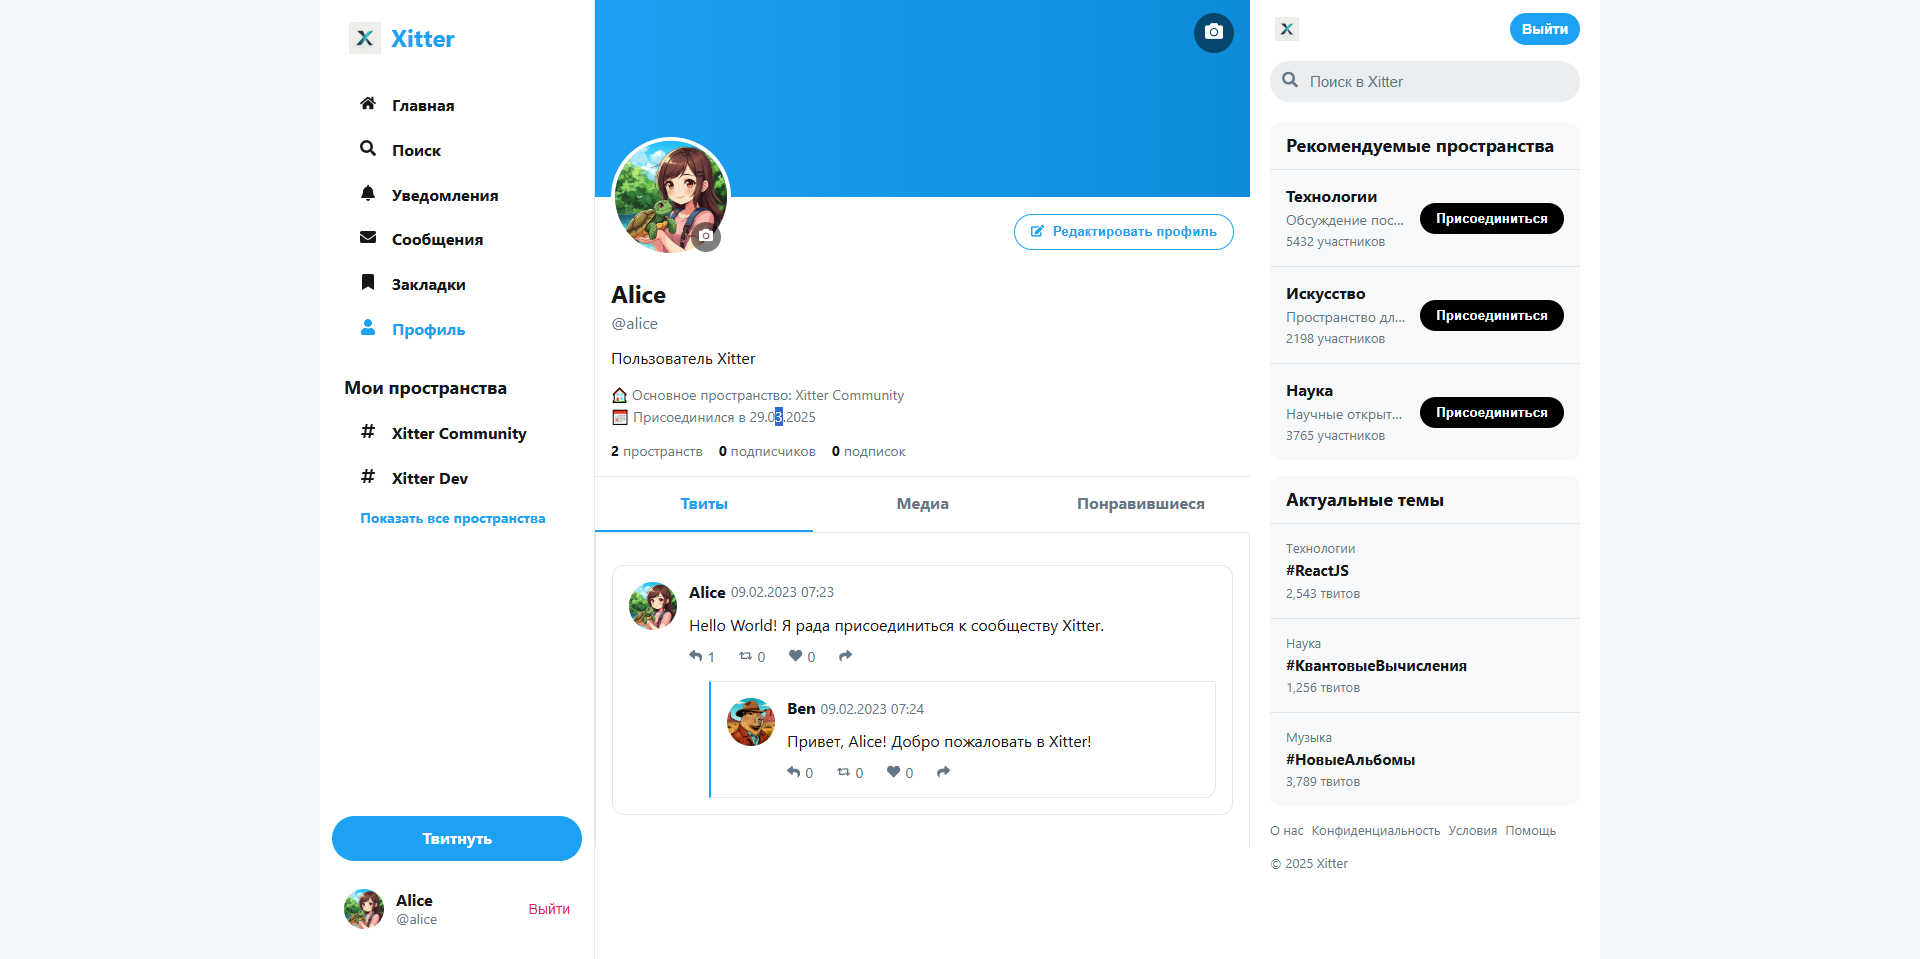 Xitter
Главная
Поиск
Уведомления
Сообщения
Закладки
Профиль
Мои пространства
# Xitter Community
# Xitter Dev
Показать все пространства
Твитнуть
Alice
@alice
Выйти
Редактировать профиль
Alice
@alice
Пользователь Xitter
Основное пространство: Xitter Community
Присоединился в 29.03.2025
2 пространств 0 подписчиков 0 подписок
Твиты Медиа Понравившиеся
Alice 09.02.2023 07:23
Hello World! Я рада присоединиться к сообществу Xitter.
1 0 0
Ben 09.02.2023 07:24
Привет, Alice! Добро пожаловать в Xitter!
0 0 0
X Выйти
Поиск в Xitter
Рекомендуемые пространства
Технологии
Обсуждение пос...
5432 участников
Присоединиться
Искусство
Пространство дл...
2198 участников
Присоединиться
Наука
Научные открыт...
3765 участников
Присоединиться
Актуальные темы
Технологии
#ReactJS
2,543 твитов
Наука
#КвантовыеВычисления
1,256 твитов
Музыка
#НовыеАльбомы
3,789 твитов
О нас Конфиденциальность Условия Помощь
© 2025 Xitter